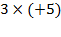 3 × (+5)